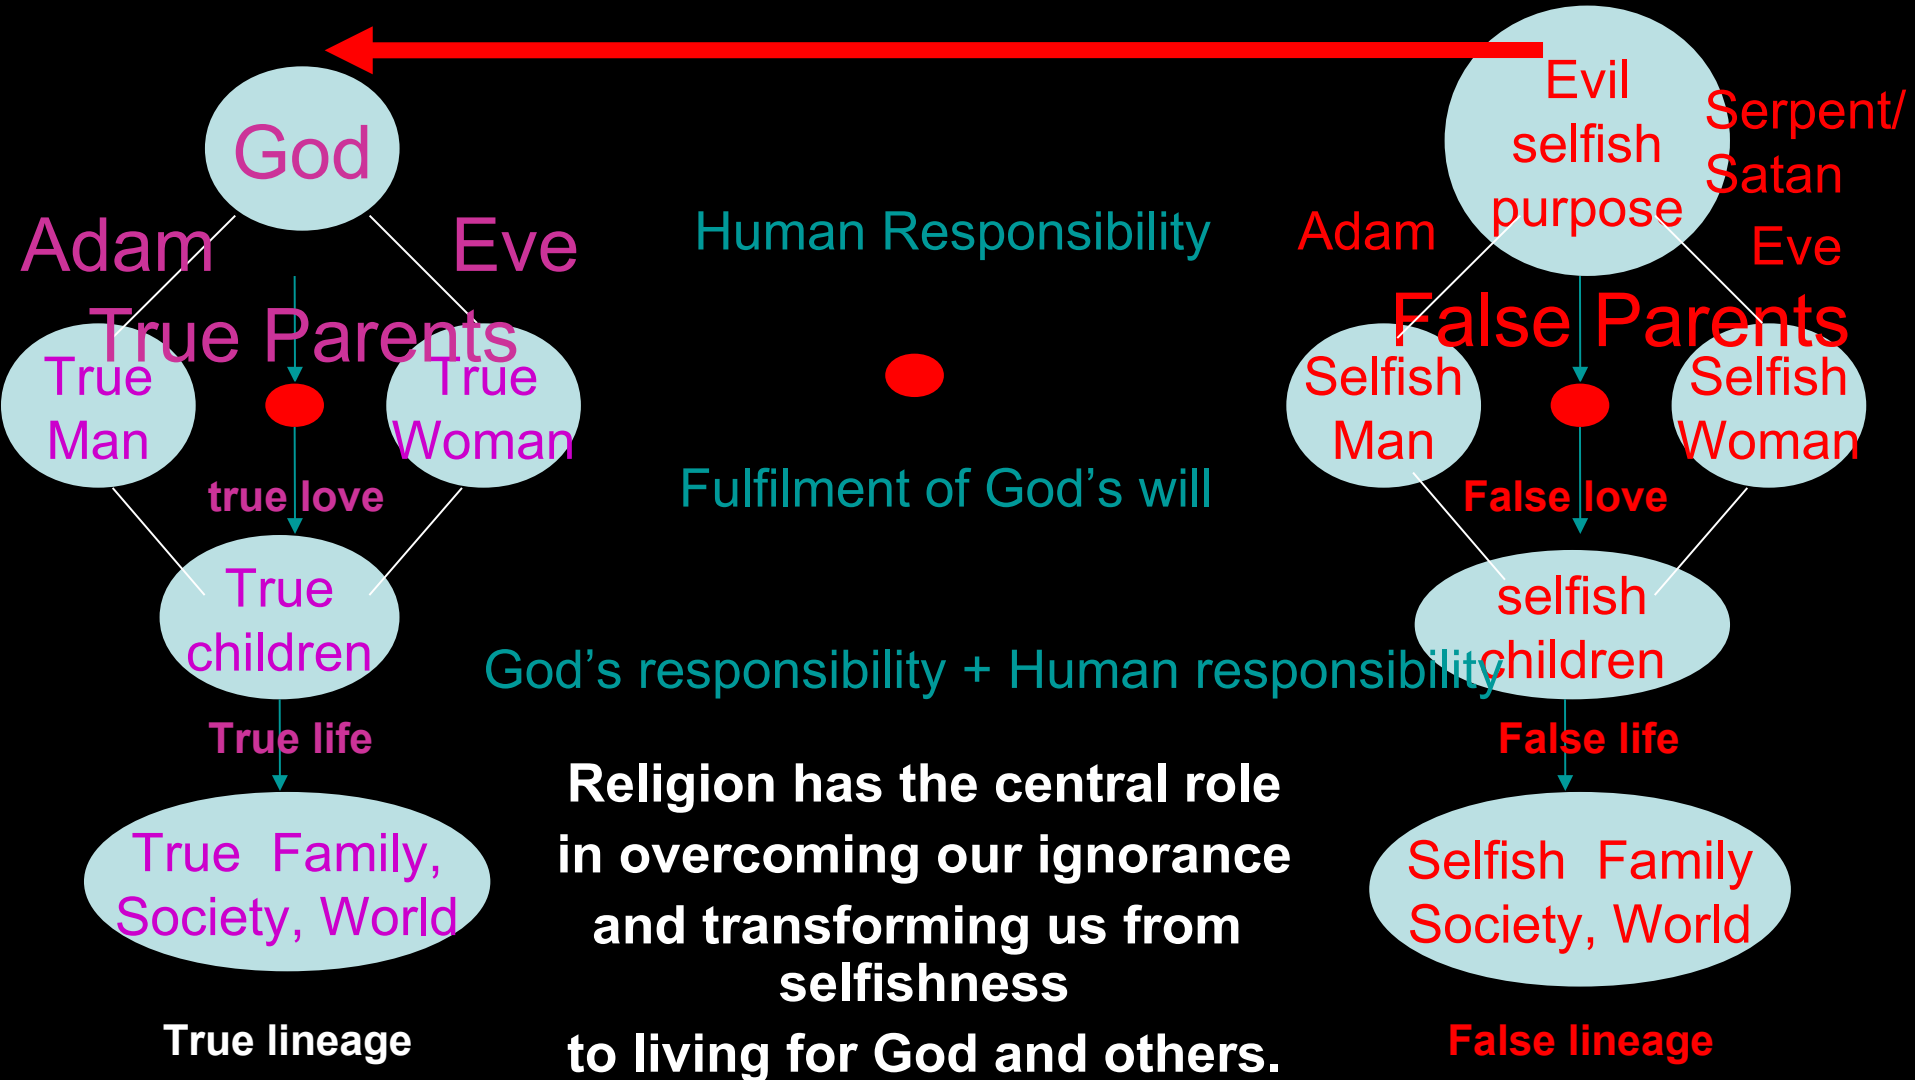 God
Adam
Eve
True Parents
True
Man
True
Woman
true love
True
children
True life
True  Family,
Society, World
True lineage
Human Responsibility
Fulfilment of God’s will
God’s responsibility + Human responsibility
Religion has the central role
in overcoming our ignorance
and transforming us from
selfishness
to living for God and others.
Evil
selfish
purpose
Serpent/
Satan
Adam
Eve
False Parents
Selfish
Man
Selfish
Woman
False love
selfish
children
False life
Selfish  Family
Society, World
False lineage